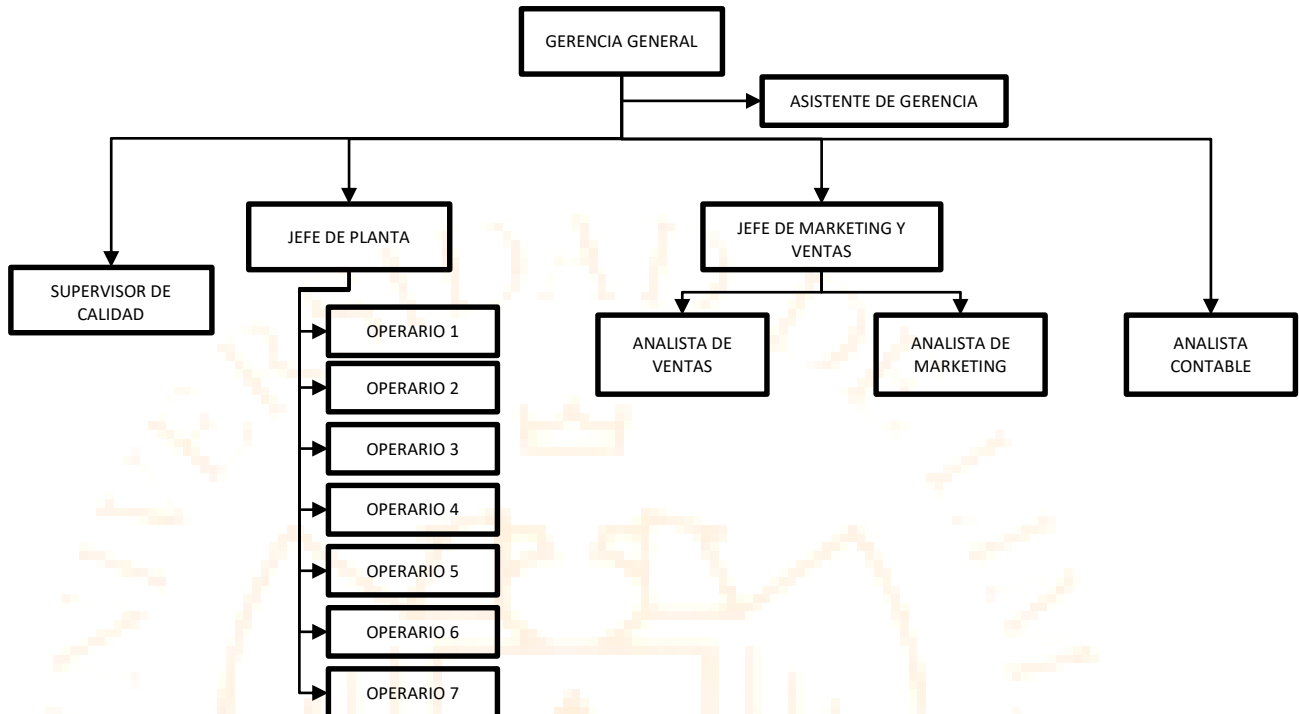 GERENCIA GENERAL
ASISTENTE DE GERENCIA
JEFE DE PLANTA
JEFE DE MARKETING Y
VENTAS
SUPERVISOR DE
CALIDAD
OPERARIO 1
ANALISTA DE
VENTAS
ANALISTA DE
MARKETING
ANALISTA
CONTABLE
OPERARIO 2
OPERARIO 3
OPERARIO 4
OPERARIO 5
OPERARIO 6
OPERARIO 7